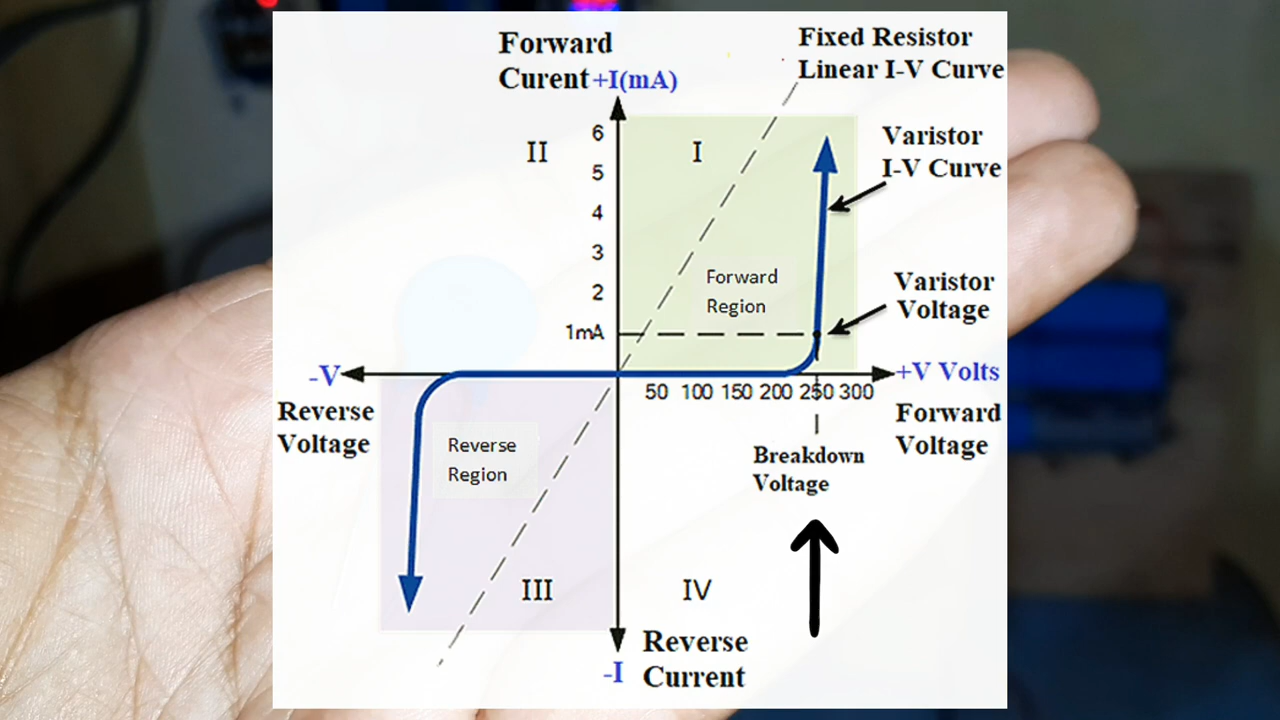 Forward
Curent +I(mA)
Fixed Resistor
Linear I-V Curve
6
5
4
3
2
1mA
II
I
Varistor
I-V Curve
Forward
Region
Varistor
Voltage
-V
+V Volts
50 100 150 200 250 300
Reverse
Voltage
Forward
Voltage
Reverse
Region
Breakdown
Voltage
III
IV
-I
Reverse
Current